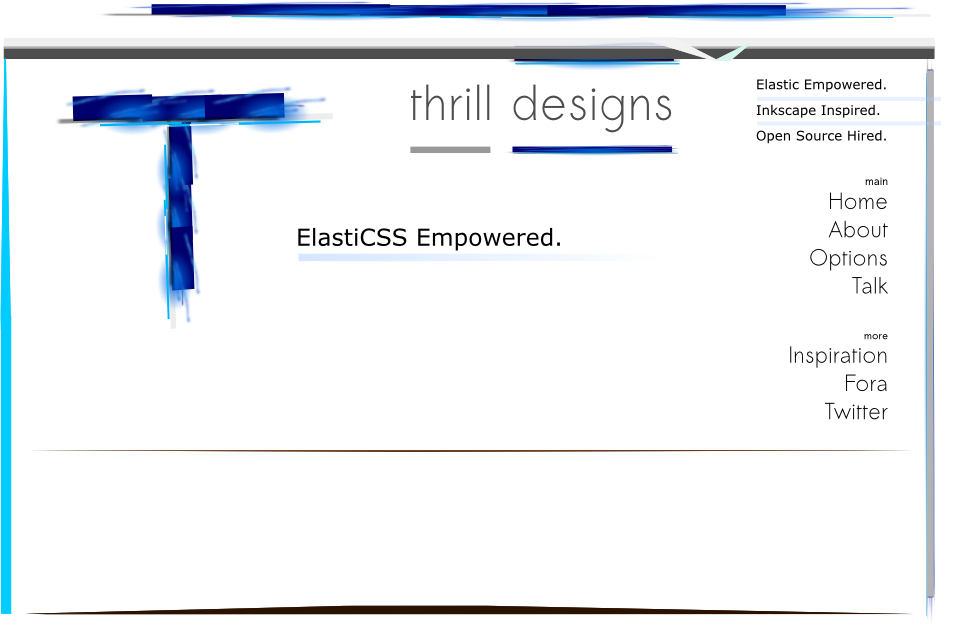 thrill designs
Elastic Empowered.
Inkscape Inspired.
Open Source Hired.
ElastiCSS Empowered.
main
Home
About
Options
Talk
more
Inspiration
Fora
Twitter